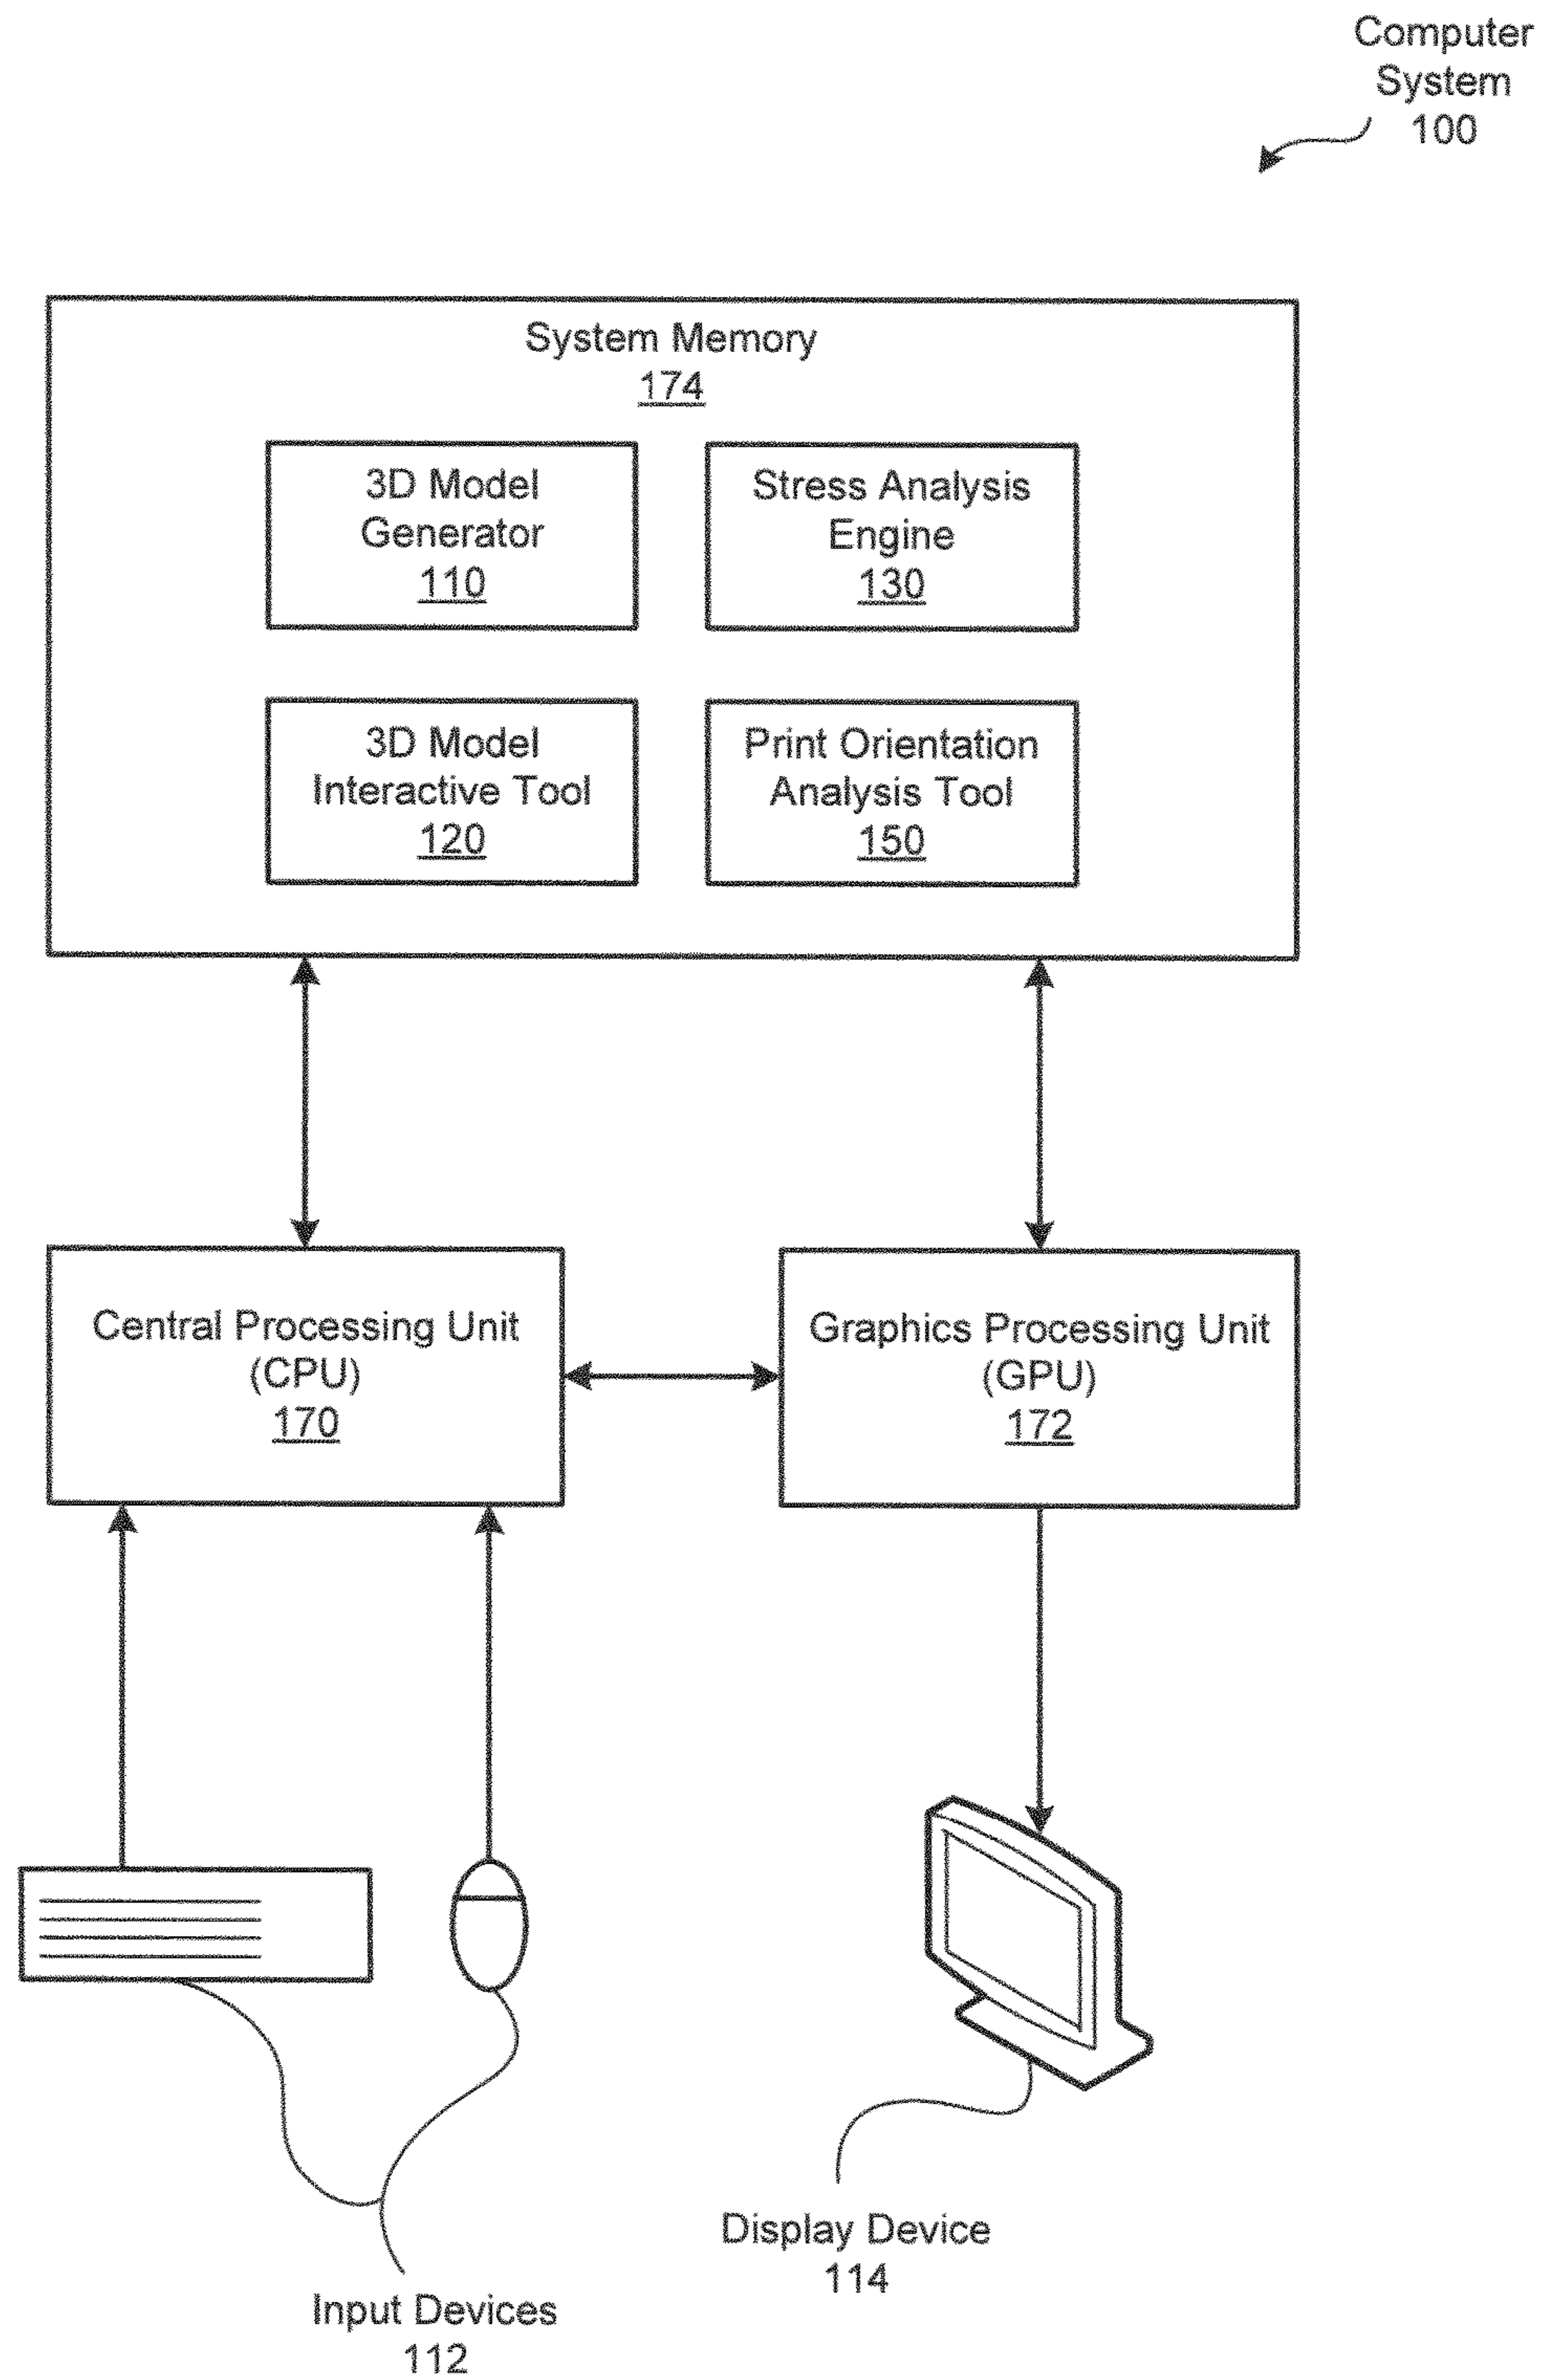 Computer
System
100
System Memory
174
3D Model
Generator
110
Stress Analysis
Engine
130
3D Model
Interactive Tool
120
Print Orientation
Analysis Tool
150
Central Processing Unit
(CPU)
170
Graphics Processing Unit
(GPU)
172
Display Device
114
Input Devices
112